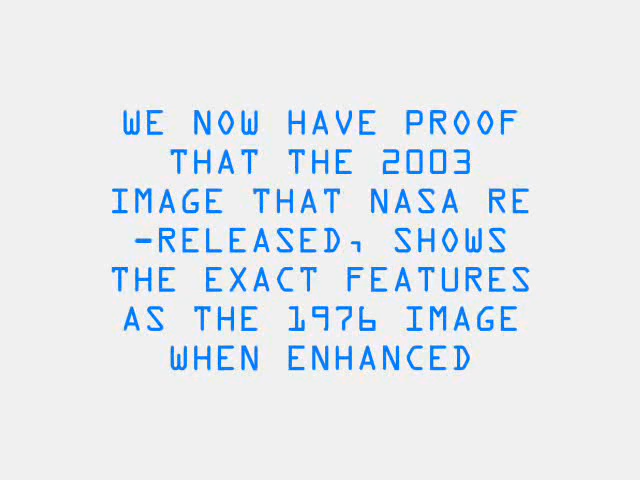 WE NOW HAVE PROOF
THAT THE 2003
IMAGE THAT NASA RE
-RELEASED, SHOWS
THE EXACT FEATURES
AS THE 1976 IMAGE
WHEN ENHANCED